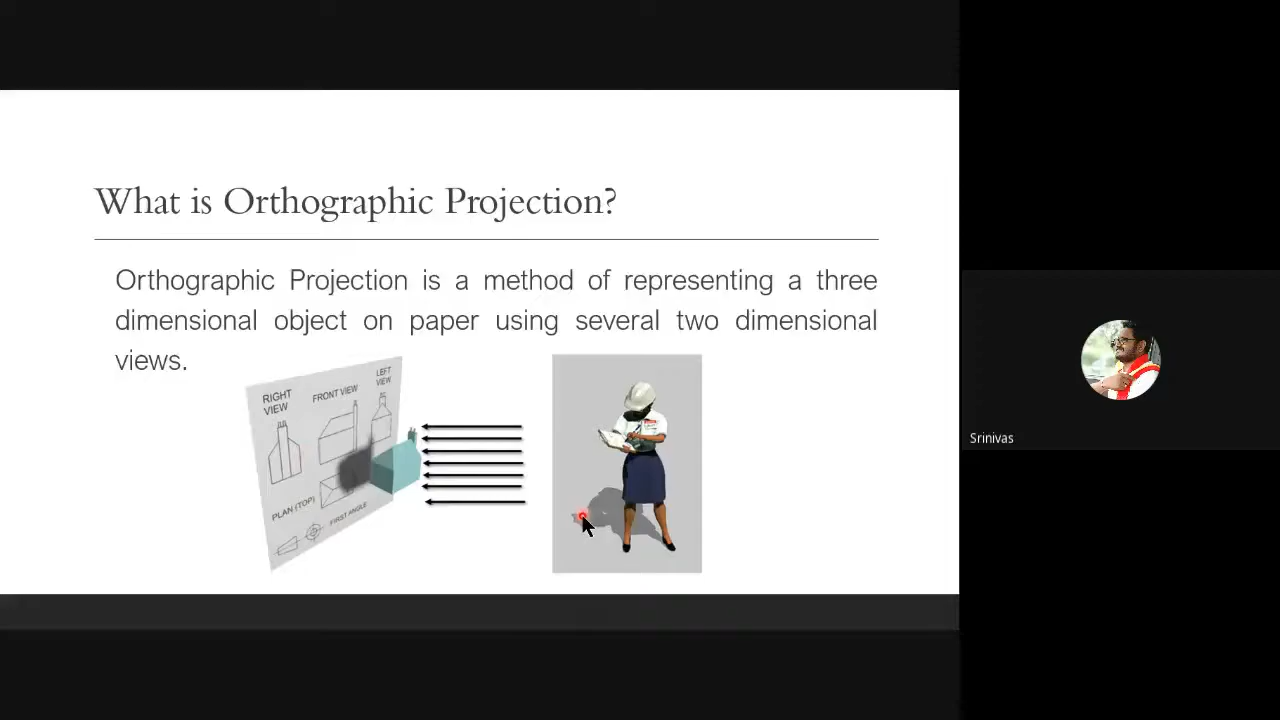 What is Orthographic Projection?
Orthographic Projection is a method of representing a three
dimensional object on paper using several two dimensional
views.
RIGHT
VIEW
FRONT VIEW
LEFT
VIEW
PLAN (TOP)
FIRST ANGLE
Srinivas